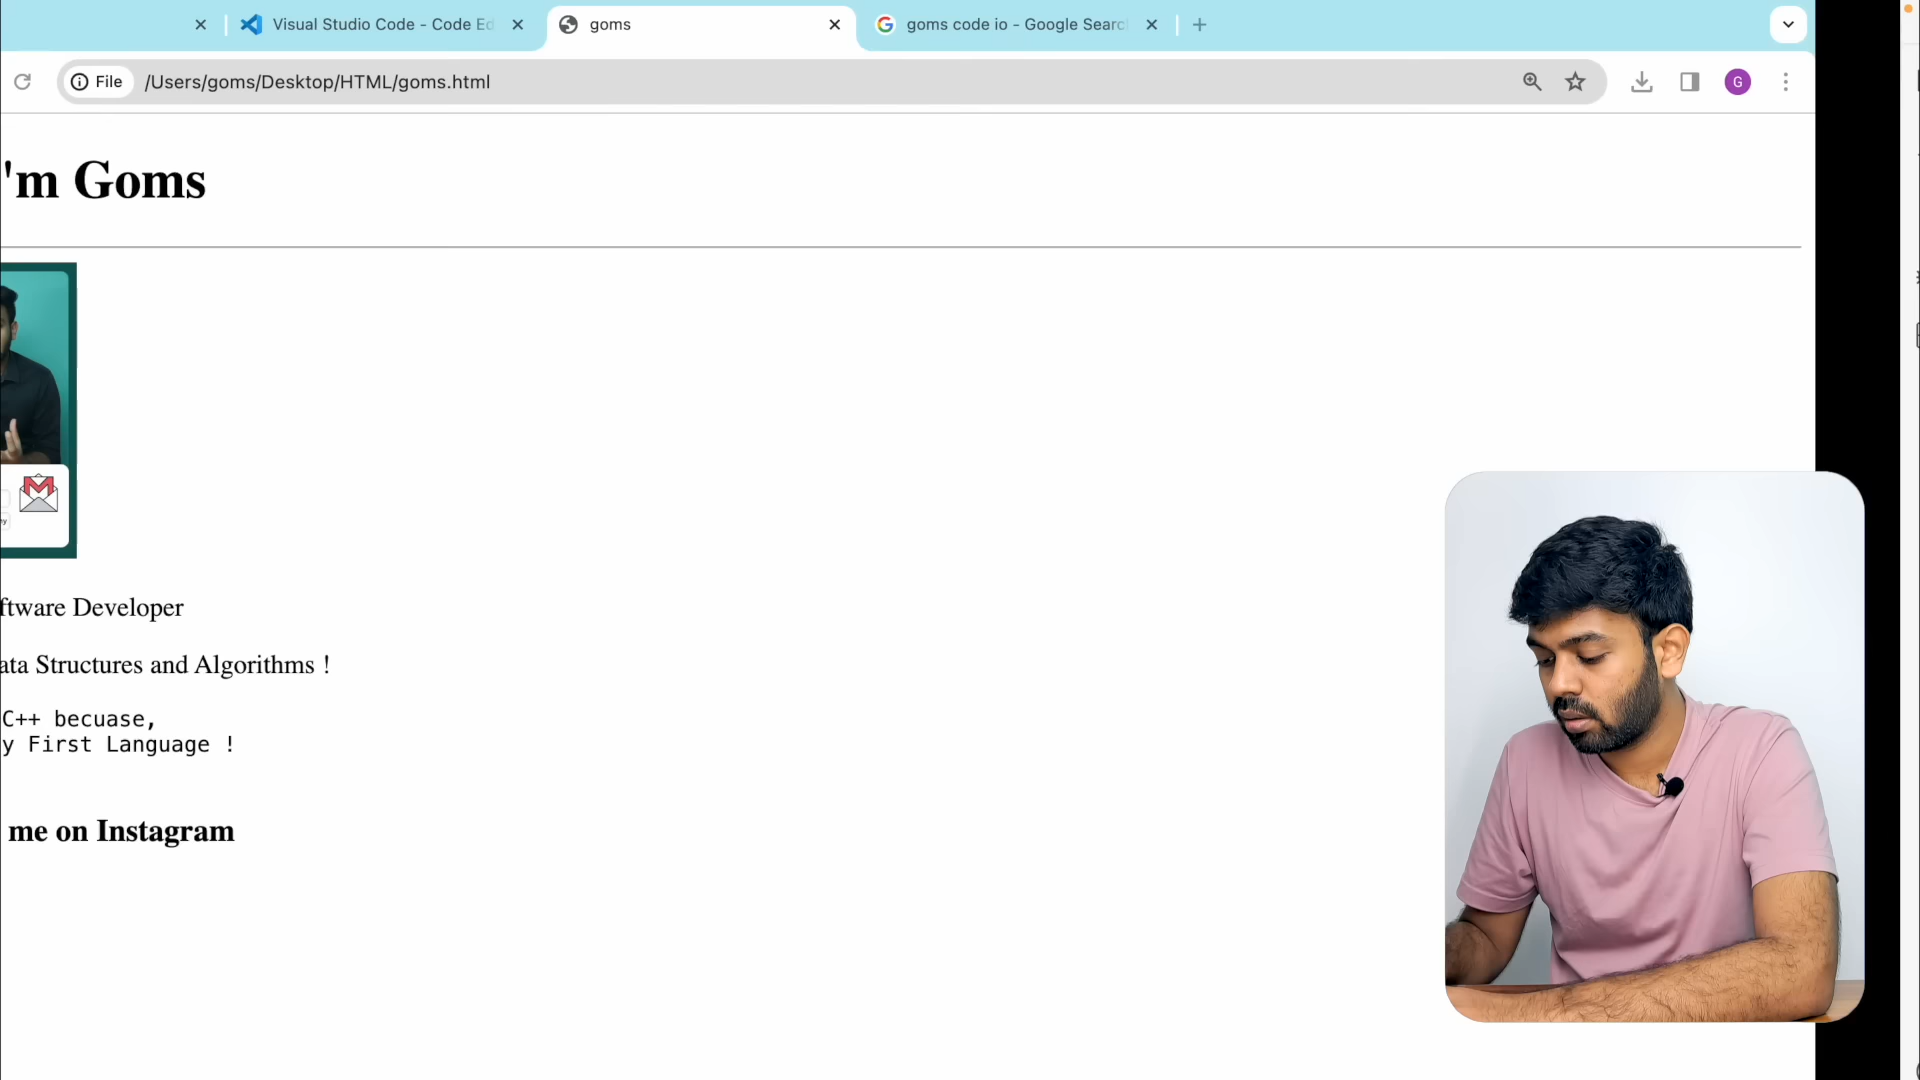 Visual Studio Code - Code Ed
goms
goms code io - Google Searc
File
/Users/goms/Desktop/HTML/goms.html
G
'm Goms
ftware Developer
ata Structures and Algorithms !
C++ becuase,
y First Language !
me on Instagram